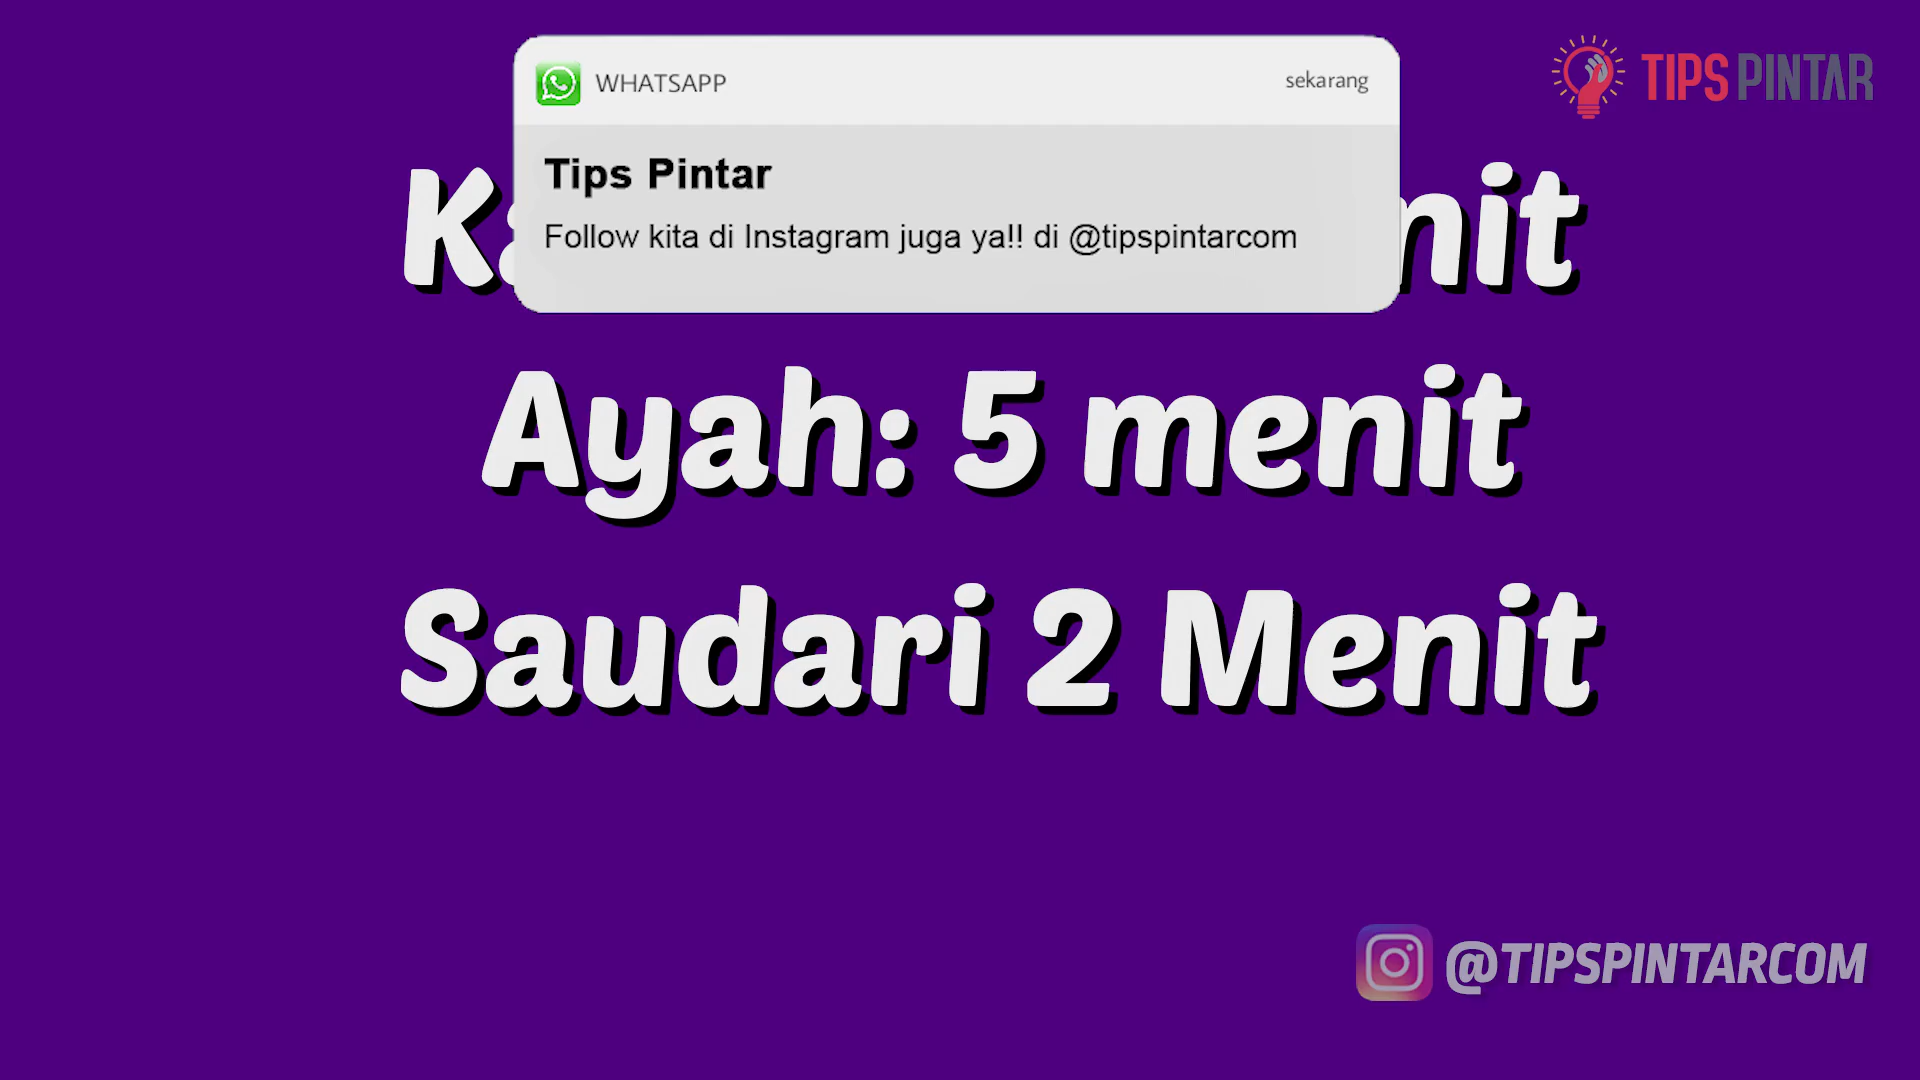 WHATSAPP
sekarang
TIPS PINTAR
Tips Pintar
Follow kita di Instagram juga ya!! di @tipspintarcom
Ayah: 5 menit
Saudari 2 Menit
@TIPSPINTARCOM